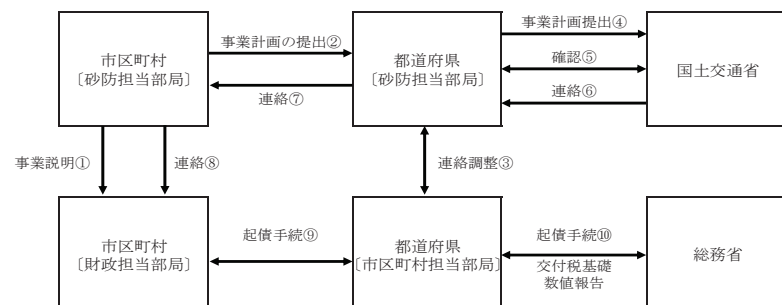 市区町村
〔砂防担当部局〕
事業計画の提出②
連絡⑦
都道府県
〔砂防担当部局〕
事業計画提出④
確認⑤
連絡⑥
国土交通省
事業説明①
連絡⑧
連絡調整③
市区町村
〔財政担当部局〕
起債手続⑨
都道府県
〔市区町村担当部局〕
起債手続⑩
交付税基礎
数値報告
総務省